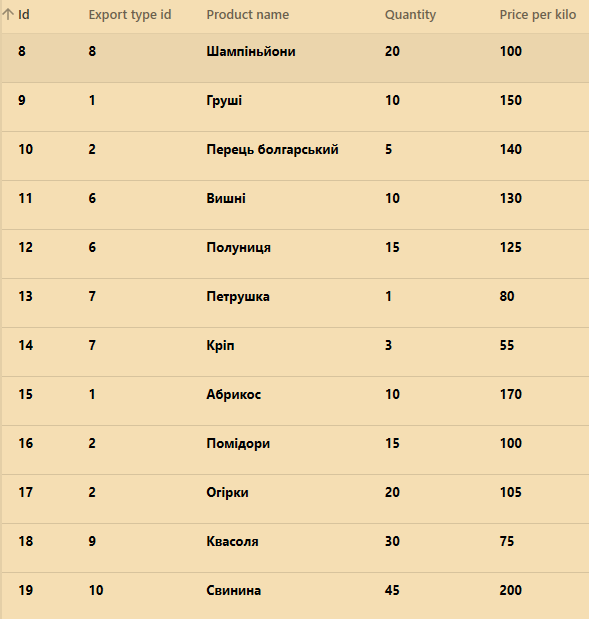 Id Export type id Product name Quantity Price per kilo
8 8 Шампіньйони 20 100
9 1 Груші 10 150
10 2 Перець болгарський 5 140
11 6 Вишні 10 130
12 6 Полуниця 15 125
13 7 Петрушка 1 80
14 7 Кріп 3 55
15 1 Абрикос 10 170
16 2 Помідори 15 100
17 2 Огірки 20 105
18 9 Квасоля 30 75
19 10 Свинина 45 200